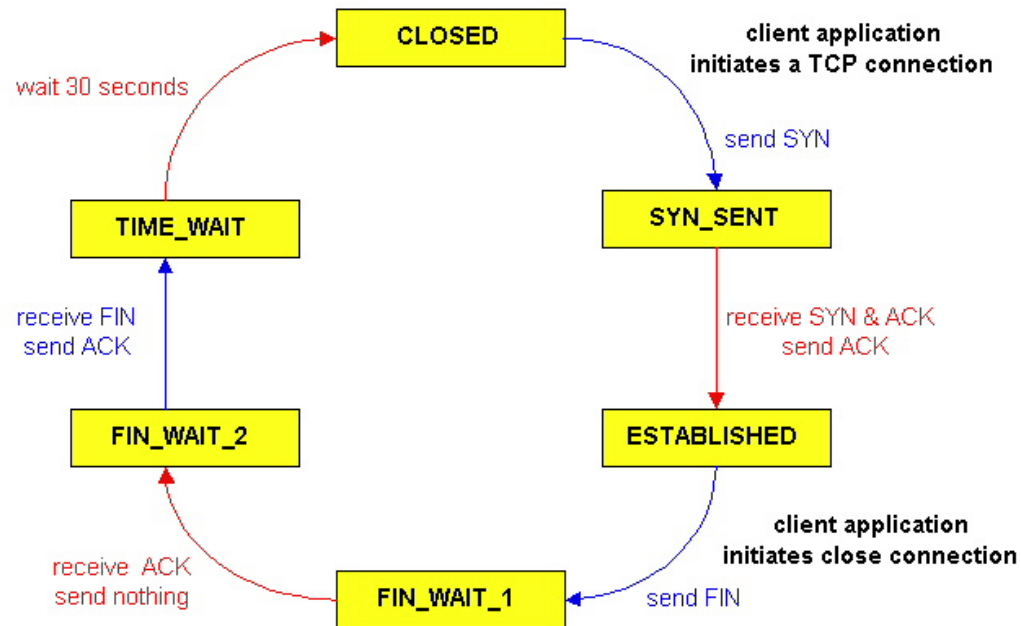 CLOSED
client application
initiates a TCP connection
wait 30 seconds
send SYN
TIME_WAIT
SYN_SENT
receive FIN
send ACK
receive SYN & ACK
send ACK
FIN_WAIT_2
ESTABLISHED
client application
initiates close connection
receive ACK
send nothing
FIN_WAIT_1
send FIN